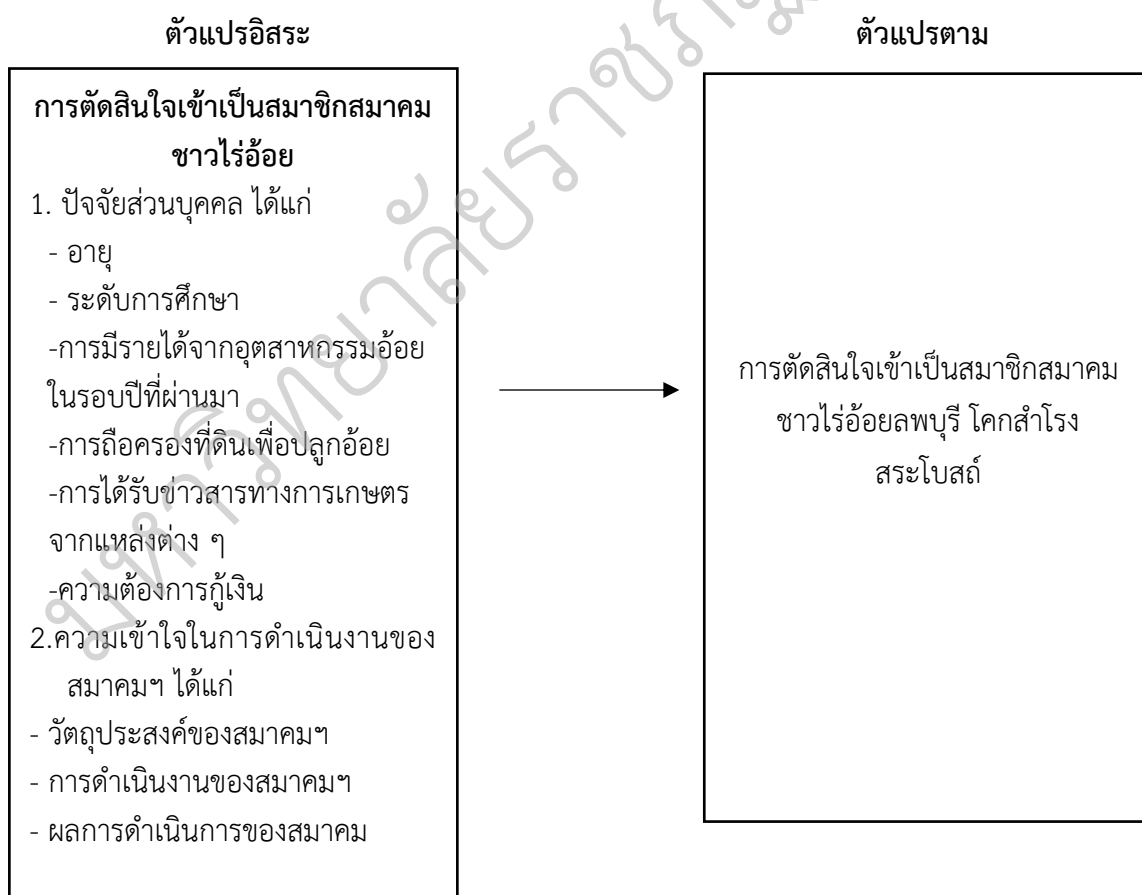 ตัวแปรอิสระ
ตัวแปรตาม
การตัดสินใจเข้าเป็นสมาชิกสมาคม
ชาวไร่อ้อย
1. ปัจจัยส่วนบุคคล ได้แก่
- อายุ
- ระดับการศึกษา
-การมีรายได้จากอุตสาหกรรมอ้อย
ในรอบปีที่ผ่านมา
-การถือครองที่ดินเพื่อปลูกอ้อย
-การได้รับข่าวสารทางการเกษตร
จากแหล่งต่าง ๆ
-ความต้องการกู้เงิน
2.ความเข้าใจในการดำเนินงานของ
สมาคมฯ ได้แก่
- วัตถุประสงค์ของสมาคมฯ
- การดำเนินงานของสมาคมฯ
- ผลการดำเนินการของสมาคม
การตัดสินใจเข้าเป็นสมาชิกสมาคม
ชาวไร่อ้อยลพบุรี โคกสำโรง
สระโบสถ์
มหาวิทยาลัยราชภัฏ